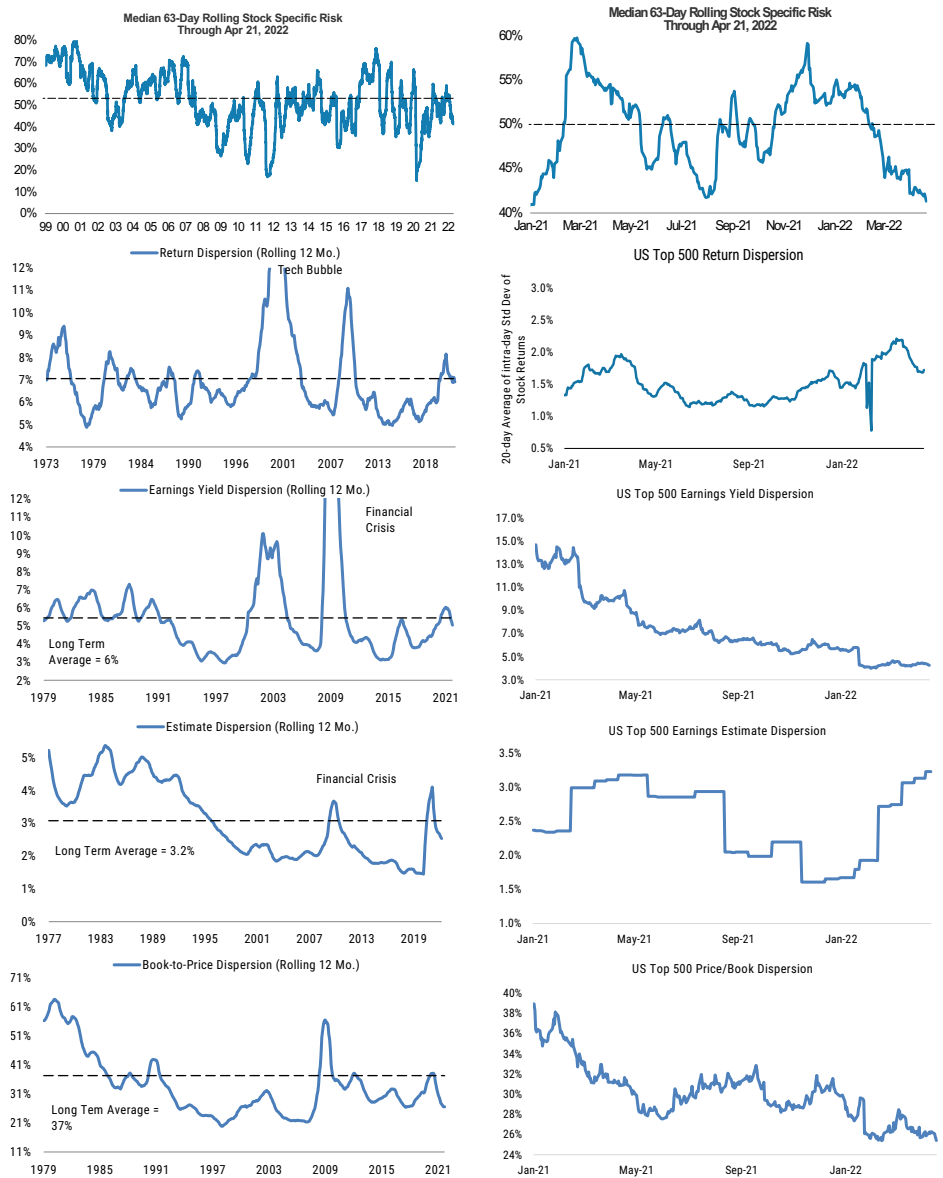 Median 63-Day Rolling Stock Specific Risk
Through Apr 21, 2022
80%
70%
60%
50%
40%
30%
20%
10%
0%
99 00 01 02 03 04 05 06 07 08 09 10 11 12 13 14 15 16 17 18 19 20 21 22
Median 63-Day Rolling Stock Specific Risk
Through Apr 21, 2022
60%
55%
50%
45%
40%
Jan-21 Mar-21 May-21 Jul-21 Sep-21 Nov-21 Jan-22 Mar-22
Return Dispersion (Rolling 12 Mo.)
Tech Bubble
12%
11%
10%
9%
8%
7%
6%
5%
4%
1973 1979 1984 1990 1996 2001 2007 2013 2018
US Top 500 Return Dispersion
20-day Average of intra-day Std Dev of
Stock Returns
3.0%
2.5%
2.0%
1.5%
1.0%
0.5%
Jan-21 May-21 Sep-21 Jan-22
Earnings Yield Dispersion (Rolling 12 Mo.)
Financial
Crisis
12%
11%
10%
9%
8%
7%
6%
5%
4%
3%
2%
Long Term
Average = 6%
1979 1985 1991 1997 2003 2009 2015 2021
US Top 500 Earnings Yield Dispersion
17.0%
15.0%
13.0%
11.0%
9.0%
7.0%
5.0%
3.0%
Jan-21 May-21 Sep-21 Jan-22
Estimate Dispersion (Rolling 12 Mo.)
Financial Crisis
5%
4%
3%
2%
1%
0%
Long Term Average = 3.2%
1977 1983 1989 1995 2001 2007 2013 2019
US Top 500 Earnings Estimate Dispersion
3.5%
3.0%
2.5%
2.0%
1.5%
1.0%
Jan-21 May-21 Sep-21 Jan-22
Book-to-Price Dispersion (Rolling 12 Mo.)
71%
61%
51%
41%
31%
21%
11%
Long Tem Average =
37%
1979 1985 1991 1997 2003 2009 2015 2021
US Top 500 Price/Book Dispersion
40%
38%
36%
34%
32%
30%
28%
26%
24%
Jan-21 May-21 Sep-21 Jan-22